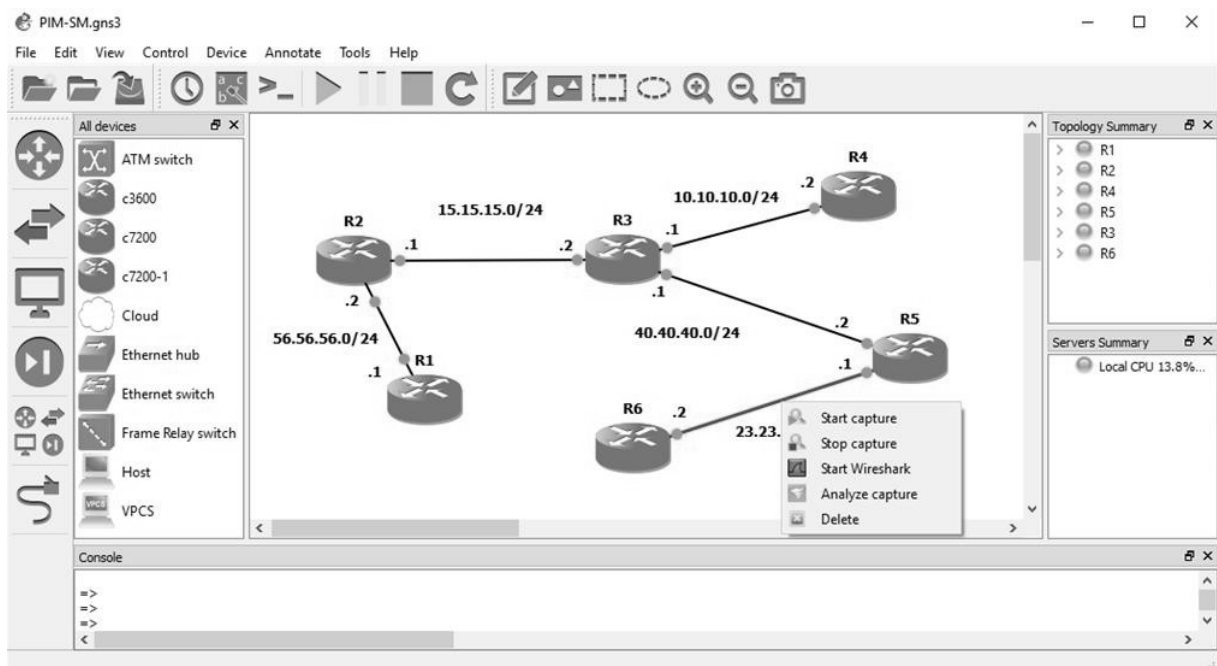 PIM-SM.gns3
File Edit View Control Device Annotate Tools Help
All devices
ATM switch
c3600
c7200
c7200-1
Cloud
Ethernet hub
Ethernet switch
Frame Relay switch
Host
VPCS
VPCS
R4
.2
10.10.10.0/24
15.15.15.0/24
R2
R3
.1
.1
.2
.1
.2
40.40.40.0/24
.2
R5
56.56.56.0/24
R1
.1
.1
R6
.2
23.23.
Start capture
Stop capture
Start Wireshark
Analyze capture
Delete
Topology Summary
R1
R2
R4
R5
R3
R6
Servers Summary
Local CPU 13.8%...
Console
=>
=>
=>